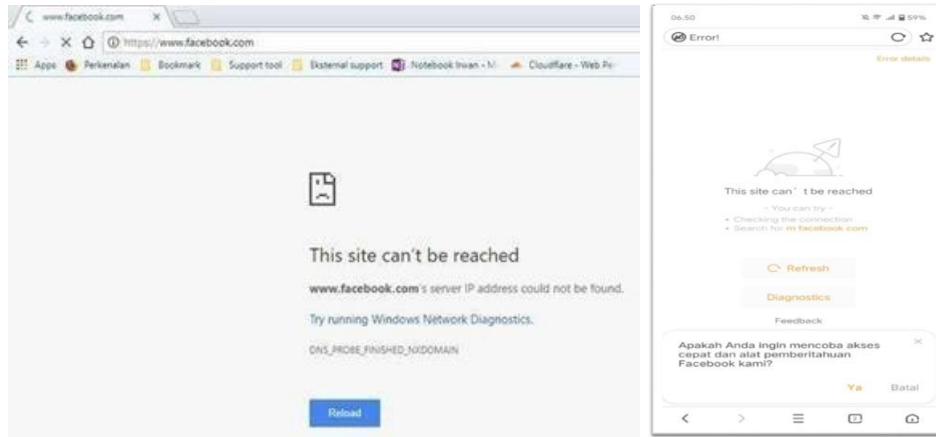 www.facebook.com
https://www.facebook.com
Apps Perkenalan Bookmark Support tool Eksternal support Notebook Irwan - M Cloudflare - Web Pe
This site can't be reached
www.facebook.com's server IP address could not be found.
Try running Windows Network Diagnostics.
DNS_PROBE_FINISHED_NXDOMAIN
Reload
06.50 59%
Error!
Error details
This site can' t be reached
- You can try -
• Checking the connection
• Search for m facebook com
Refresh
Diagnostics
Feedback
Apakah Anda ingin mencoba akses
cepat dan alat pemberitahuan
Facebook kami?
Ya Batal